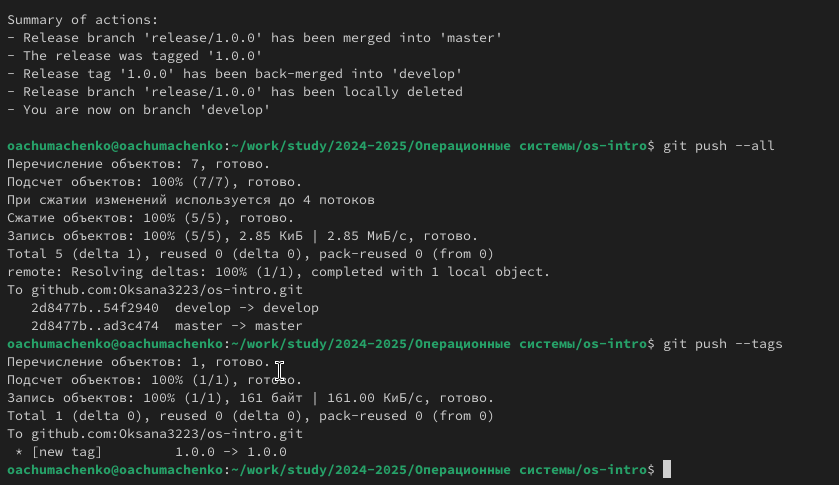 Summary of actions:
- Release branch 'release/1.0.0' has been merged into 'master'
- The release was tagged '1.0.0'
- Release tag '1.0.0' has been back-merged into 'develop'
- Release branch 'release/1.0.0' has been locally deleted
- You are now on branch 'develop'
oachumachenko@oachumachenko:~/work/study/2024-2025/Операционные системы/os-intro$ git push --all
Перечисление объектов: 7, готово.
Подсчет объектов: 100% (7/7), готово.
При сжатии изменений используется до 4 потоков
Сжатие объектов: 100% (5/5), готово.
Запись объектов: 100% (5/5), 2.85 КиБ | 2.85 МиБ/с, готово.
Total 5 (delta 1), reused 0 (delta 0), pack-reused 0 (from 0)
remote: Resolving deltas: 100% (1/1), completed with 1 local object.
To github.com:Oksana3223/os-intro.git
   2d8477b..54f2940  develop -> develop
   2d8477b..ad3c474  master -> master
oachumachenko@oachumachenko:~/work/study/2024-2025/Операционные системы/os-intro$ git push --tags
Перечисление объектов: 1, готово.
Подсчет объектов: 100% (1/1), готово.
Запись объектов: 100% (1/1), 161 байт | 161.00 КиБ/с, готово.
Total 1 (delta 0), reused 0 (delta 0), pack-reused 0 (from 0)
To github.com:Oksana3223/os-intro.git
 * [new tag]         1.0.0 -> 1.0.0
oachumachenko@oachumachenko:~/work/study/2024-2025/Операционные системы/os-intro$